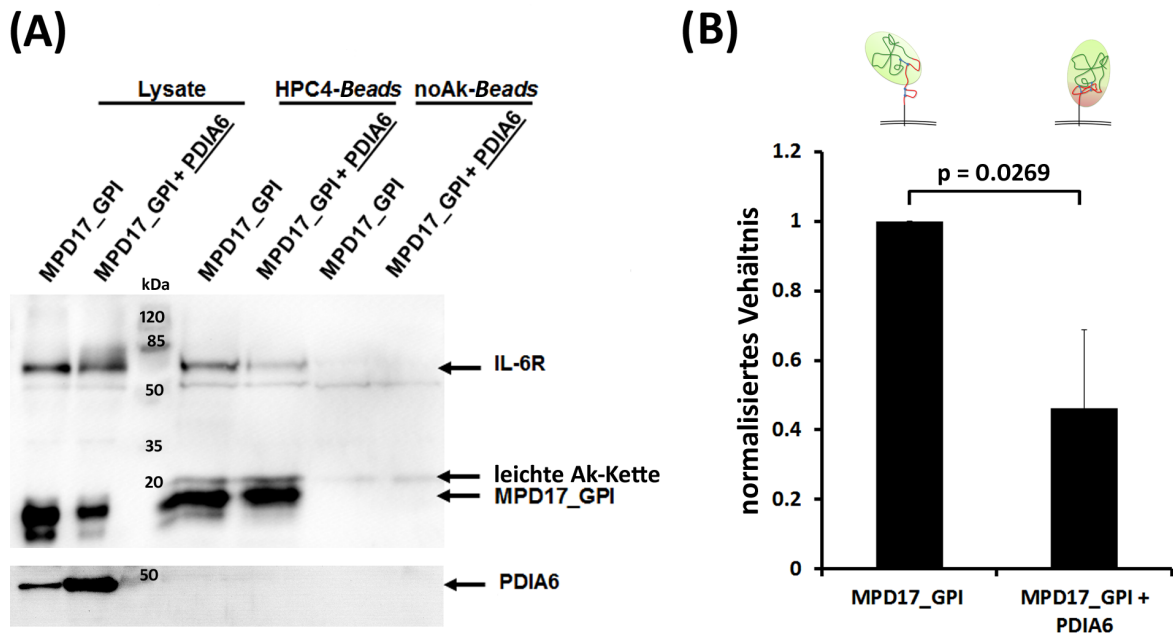 (A)
Lysate HPC4-Beads noAk-Beads
MPD17_GPI
MPD17_GPI + PDIA6
MPD17_GPI
MPD17_GPI + PDIA6
MPD17_GPI
MPD17_GPI + PDIA6
kDa
120
85
50
35
20
IL-6R
leichte Ak-Kette
MPD17_GPI
50
PDIA6
(B)
normalisiertes Vehältnis
1.2
1
0.8
0.6
0.4
0.2
0
p = 0.0269
MPD17_GPI
MPD17_GPI +
PDIA6